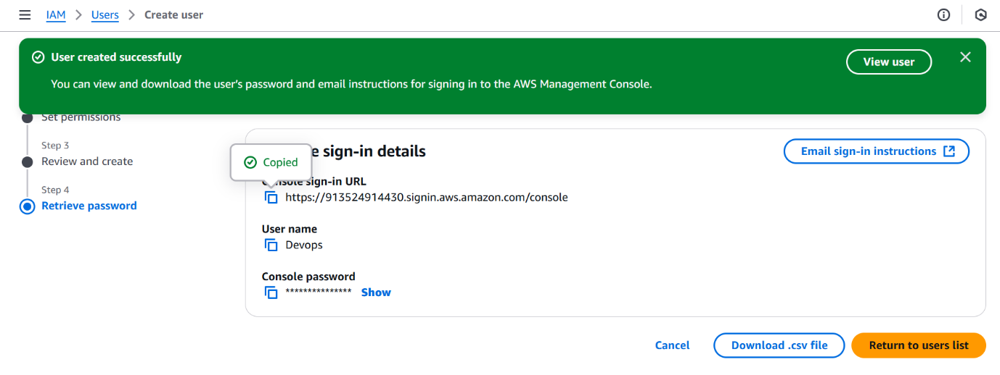 IAM > Users > Create user
User created successfully
View user
You can view and download the user's password and email instructions for signing in to the AWS Management Console.
Set permissions
Step 3
Review and create
Step 4
Retrieve password
Copied
sign-in details
Email sign-in instructions
Console sign-in URL
https://913524914430.signin.aws.amazon.com/console
User name
Devops
Console password
*************** Show
Cancel
Download .csv file
Return to users list